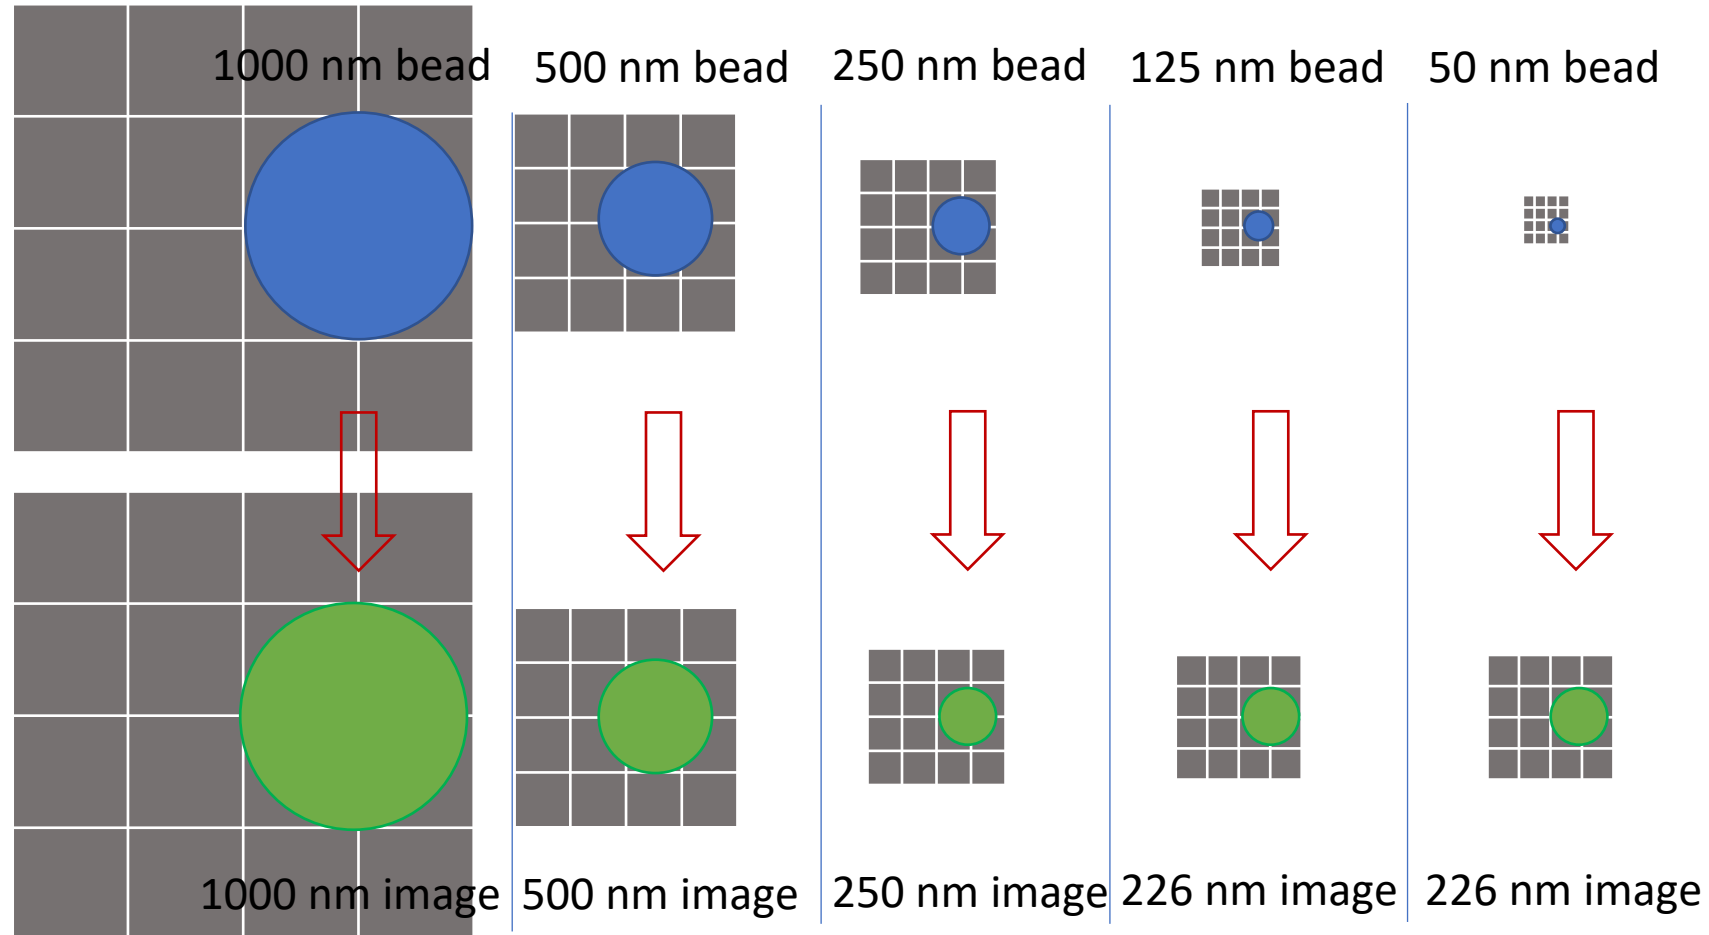 1000 nm bead
500 nm bead
250 nm bead
125 nm bead
50 nm bead
1000 nm image
500 nm image
250 nm image
226 nm image
226 nm image